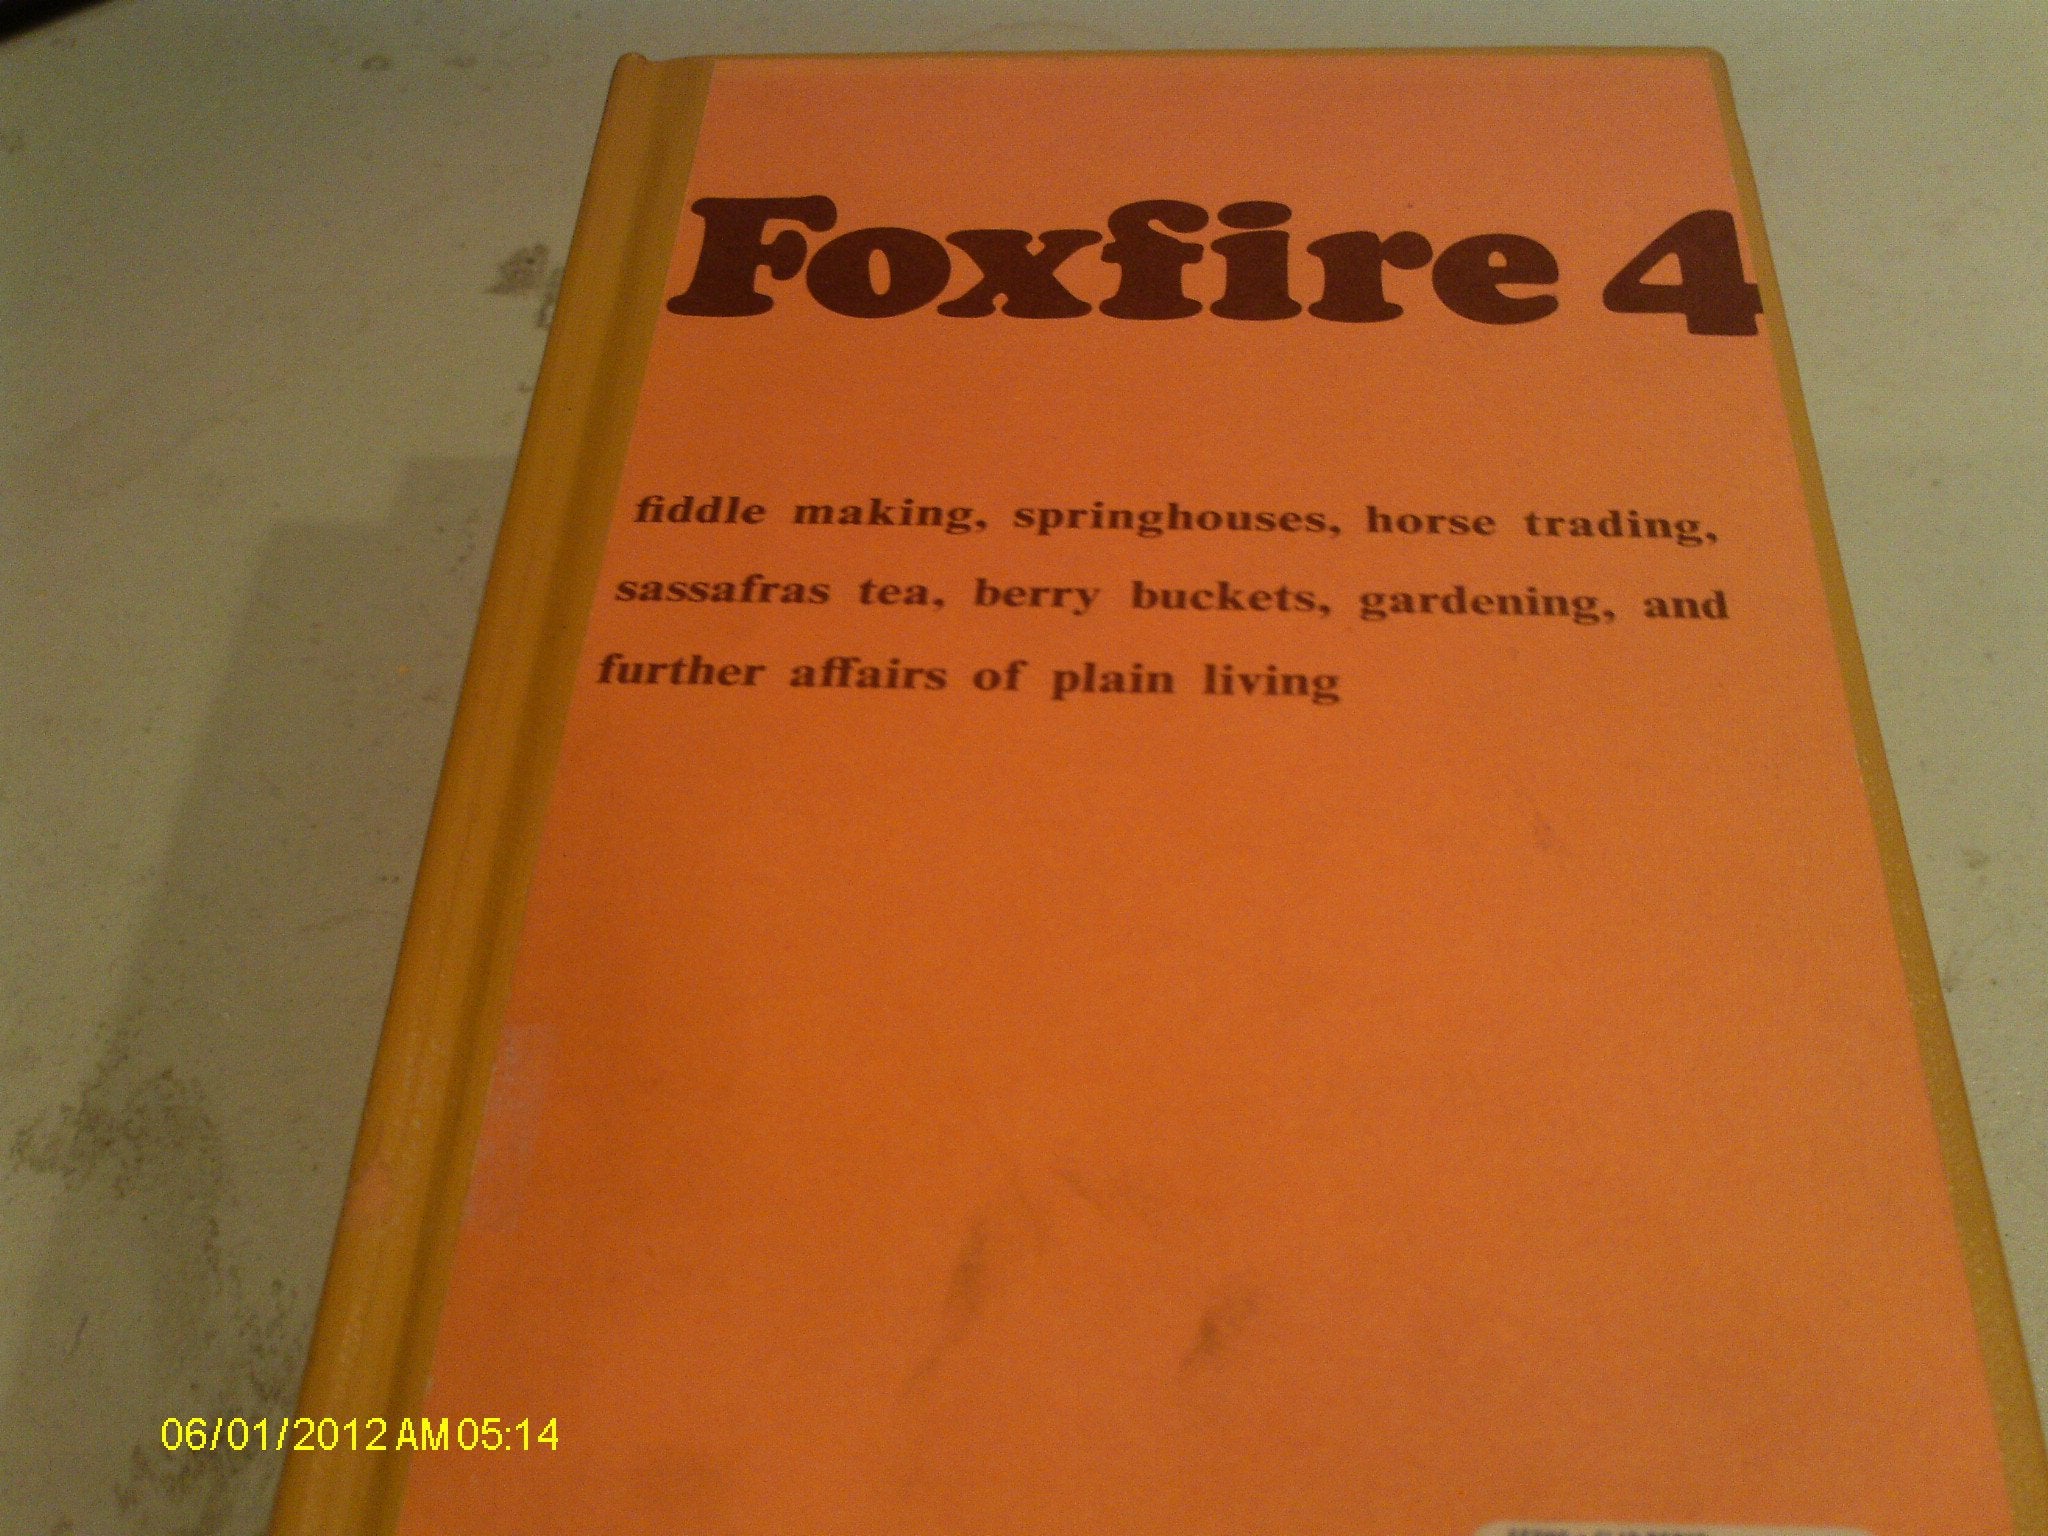 Foxfire 4
fiddle making, springhouses, horse trading,
sassafras tea, berry buckets, gardening, and
further affairs of plain living
06/01/2012 AM 05:14